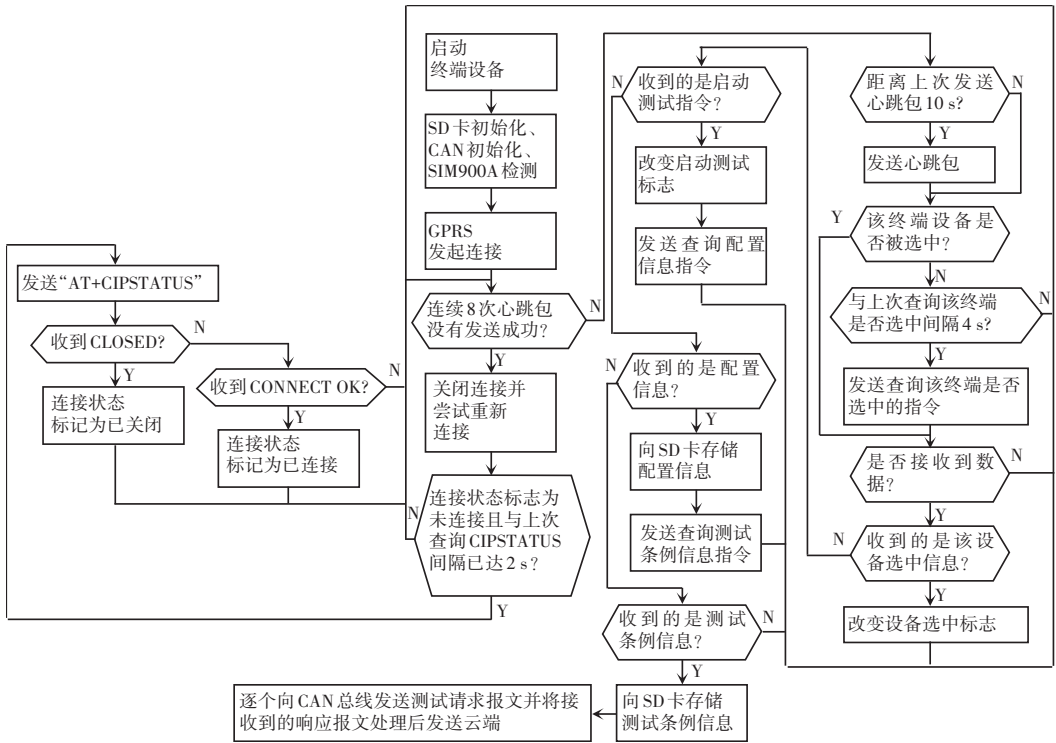 启动
终端设备
SD卡初始化、
CAN初始化、
SIM900A检测
GPRS
发起连接
连续8次心跳包
没有发送成功?
N
Y
关闭连接并
尝试重新
连接
连接状态标志为
未连接且与上次
查询CIPSTATUS
间隔已达2 s?
N
Y
发送“AT+CIPSTATUS”
收到CLOSED?
N
Y
连接状态
标记为已关闭
收到CONNECT OK?
N
Y
连接状态
标记为已连接
收到的是启动
测试指令?
N
Y
改变启动测试
标志
发送查询配置
信息指令
收到的是配置
信息?
N
Y
向SD卡存储
配置信息
发送查询测试
条例信息指令
收到的是测试
条例信息?
N
Y
向SD卡存储
测试条例信息
逐个向CAN总线发送测试请求报文并将接
收到的响应报文处理后发送云端
距离上次发送
心跳包10 s?
N
Y
发送心跳包
该终端设备是
否被选中?
Y
N
与上次查询该终端
是否选中间隔4 s?
N
Y
发送查询该终端是否
选中的指令
是否接收到数
据?
N
Y
收到的是该设
备选中信息?
N
Y
改变设备选中标志